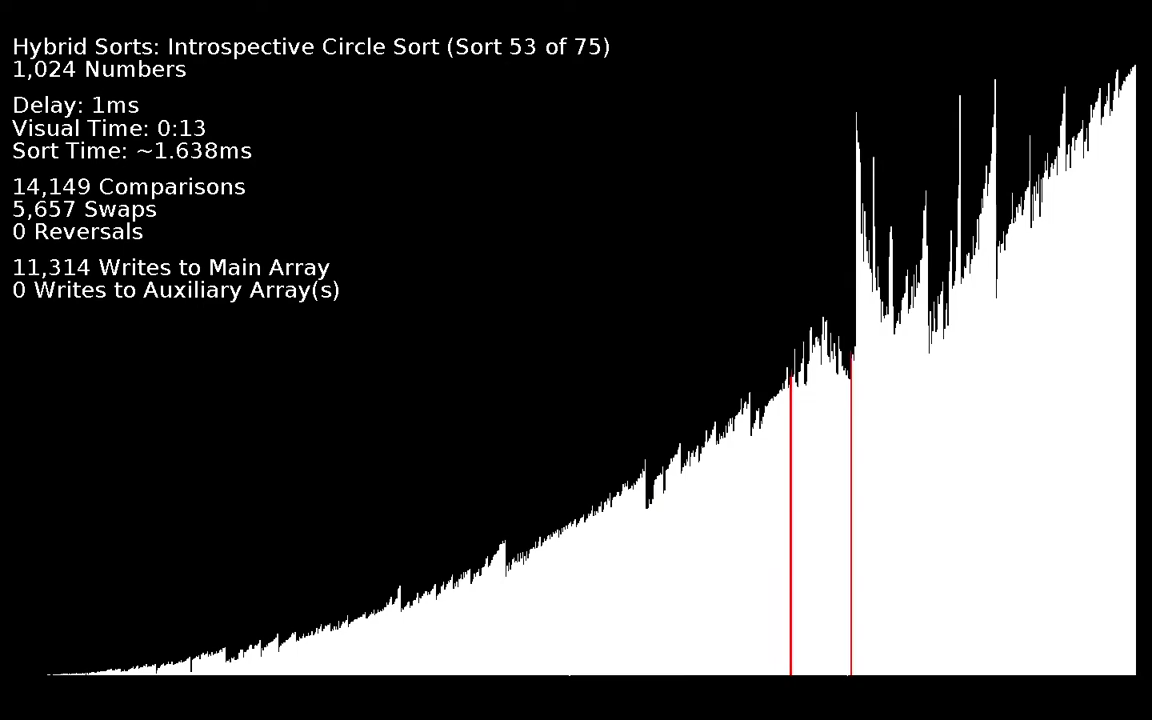 Hybrid Sorts: Introspective Circle Sort (Sort 53 of 75)
1,024 Numbers
Delay: 1ms
Visual Time: 0:13
Sort Time: ~1.638ms
14,149 Comparisons
5,657 Swaps
0 Reversals
11,314 Writes to Main Array
0 Writes to Auxiliary Array(s)